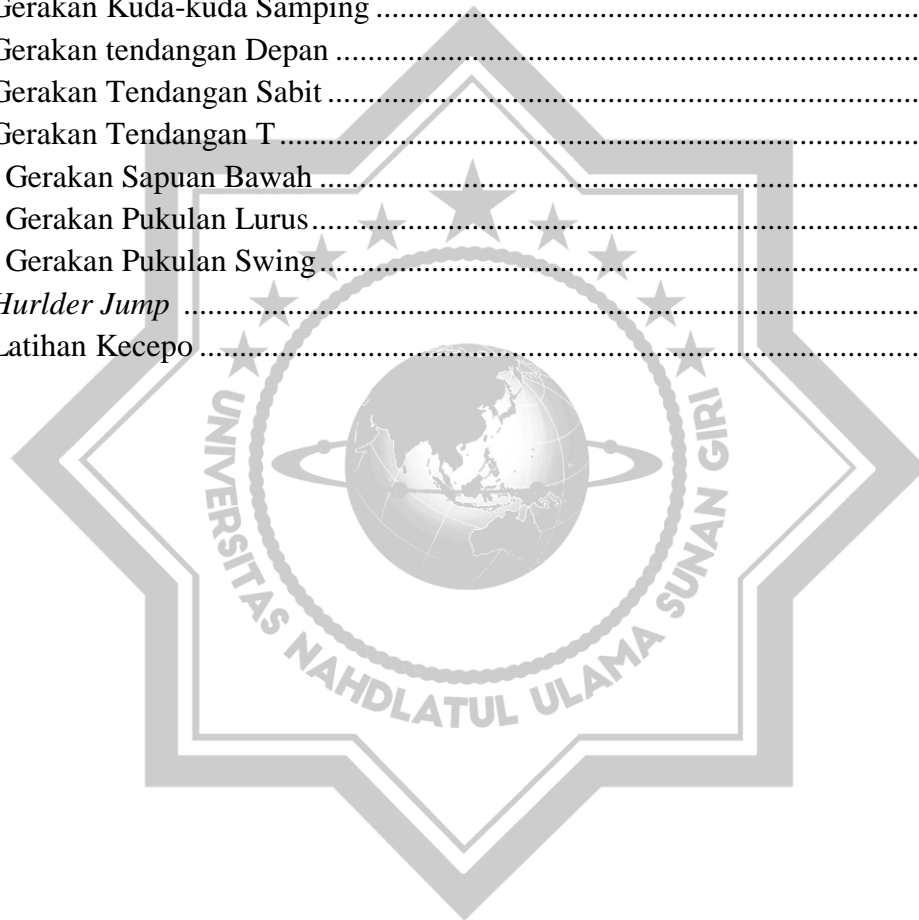 Gerakan Kuda-kuda Samping ....................................................................
Gerakan tendangan Depan ..........................................................................
Gerakan Tendangan Sabit ...........................................................................
Gerakan Tendangan T.................................................................................
Gerakan Sapuan Bawah .............................................................................
Gerakan Pukulan Lurus..............................................................................
Gerakan Pukulan Swing.............................................................................
Hurlder Jump ...........................................................................................
Latihan Kecepo .........................................................................................
UNIVERSITAS NAHDLATUL ULAMA SUNAN GIRI